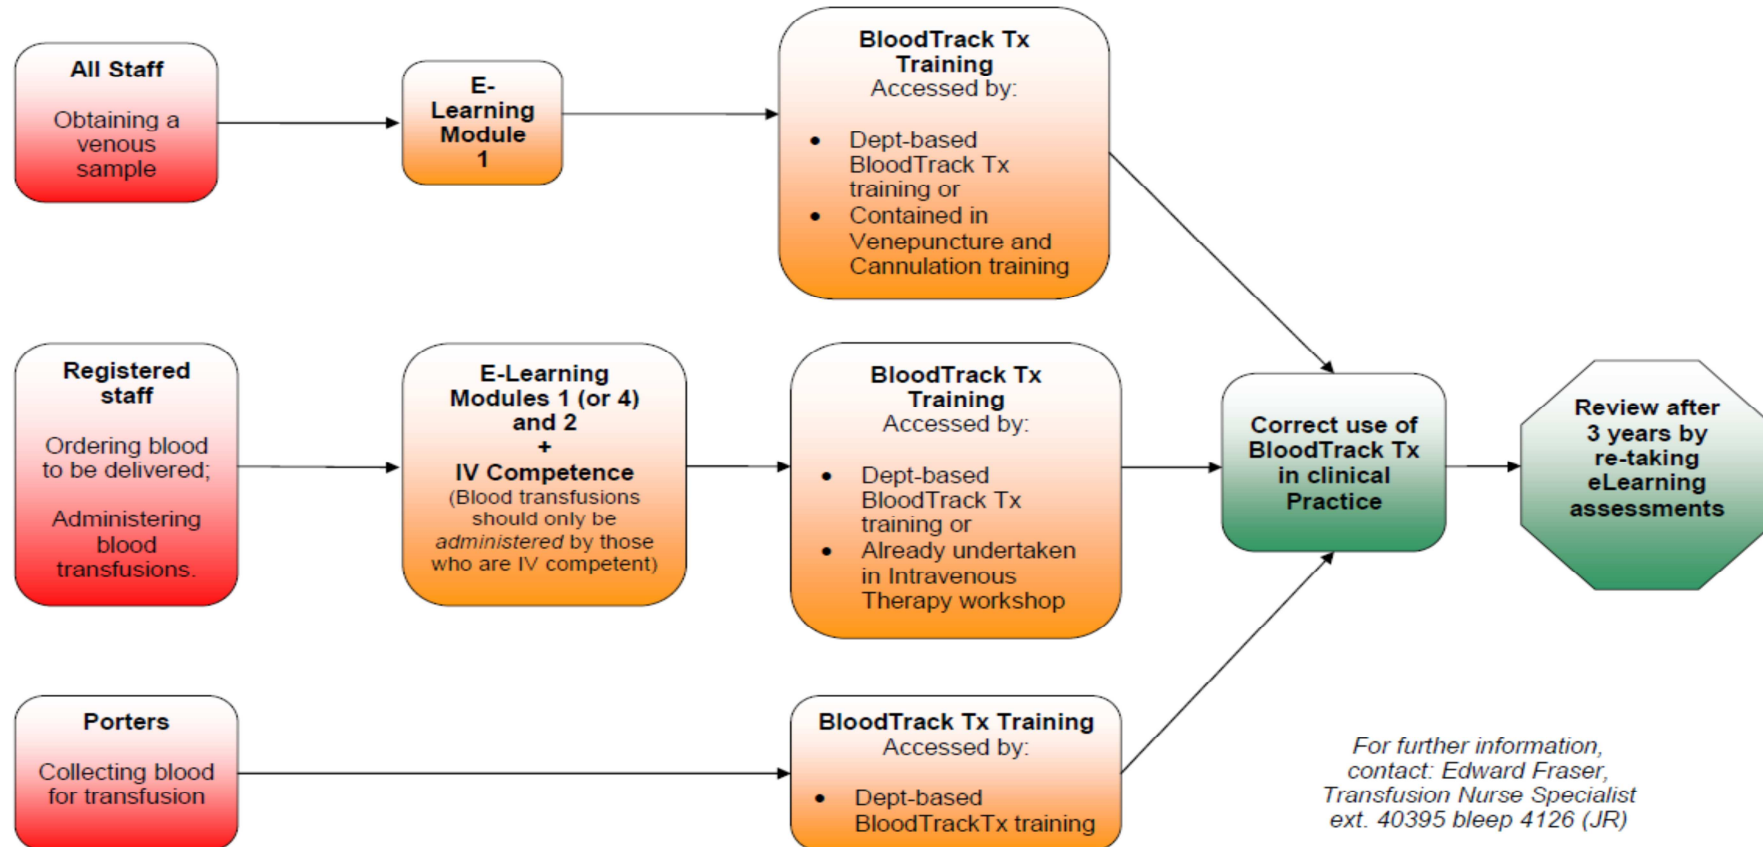 All Staff
Obtaining a
venous
sample
E-
Learning
Module
1
BloodTrack Tx
Training
Accessed by:
• Dept-based
BloodTrack Tx
training or
• Contained in
Venepuncture and
Cannulation training
Registered
staff
Ordering blood
to be delivered;
Administering
blood
transfusions.
E-Learning
Modules 1 (or 4)
and 2
+
IV Competence
(Blood transfusions
should only be
administered by those
who are IV competent)
BloodTrack Tx
Training
Accessed by:
• Dept-based
BloodTrack Tx
training or
• Already undertaken
in Intravenous
Therapy workshop
Correct use of
BloodTrack Tx
in clinical
Practice
Review after
3 years by
re-taking
eLearning
assessments
Porters
Collecting blood
for transfusion
BloodTrack Tx Training
Accessed by:
• Dept-based
BloodTrackTx training
For further information,
contact: Edward Fraser,
Transfusion Nurse Specialist
ext. 40395 bleep 4126 (JR)